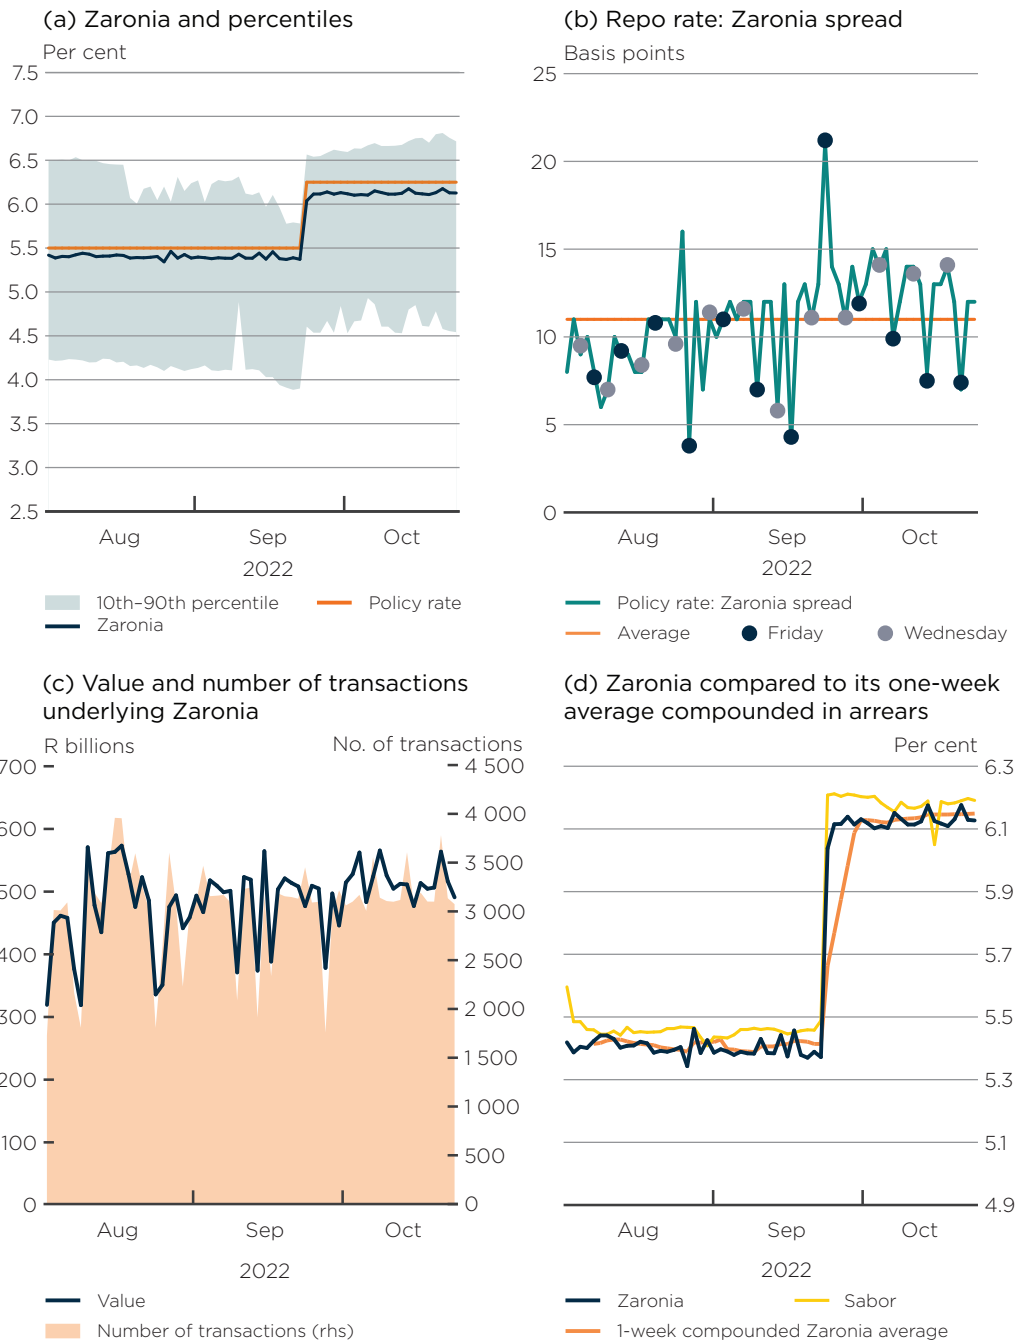 (a) Zaronia and percentiles
Per cent
7.5
7.0
6.5
6.0
5.5
5.0
4.5
4.0
3.5
3.0
2.5
Aug
Sep
Oct
2022
10th–90th percentile
Policy rate
Zaronia
(b) Repo rate: Zaronia spread
Basis points
25
20
15
10
5
0
Aug
Sep
Oct
2022
Policy rate: Zaronia spread
Average
Friday
Wednesday
(c) Value and number of transactions
underlying Zaronia
R billions
No. of transactions
700
600
500
400
300
200
100
0
4 500
4 000
3 500
3 000
2 500
2 000
1 500
1 000
500
0
Aug
Sep
Oct
2022
Value
Number of transactions (rhs)
(d) Zaronia compared to its one-week
average compounded in arrears
Per cent
6.3
6.1
5.9
5.7
5.5
5.3
5.1
4.9
Aug
Sep
Oct
2022
Zaronia
Sabor
1-week compounded Zaronia average